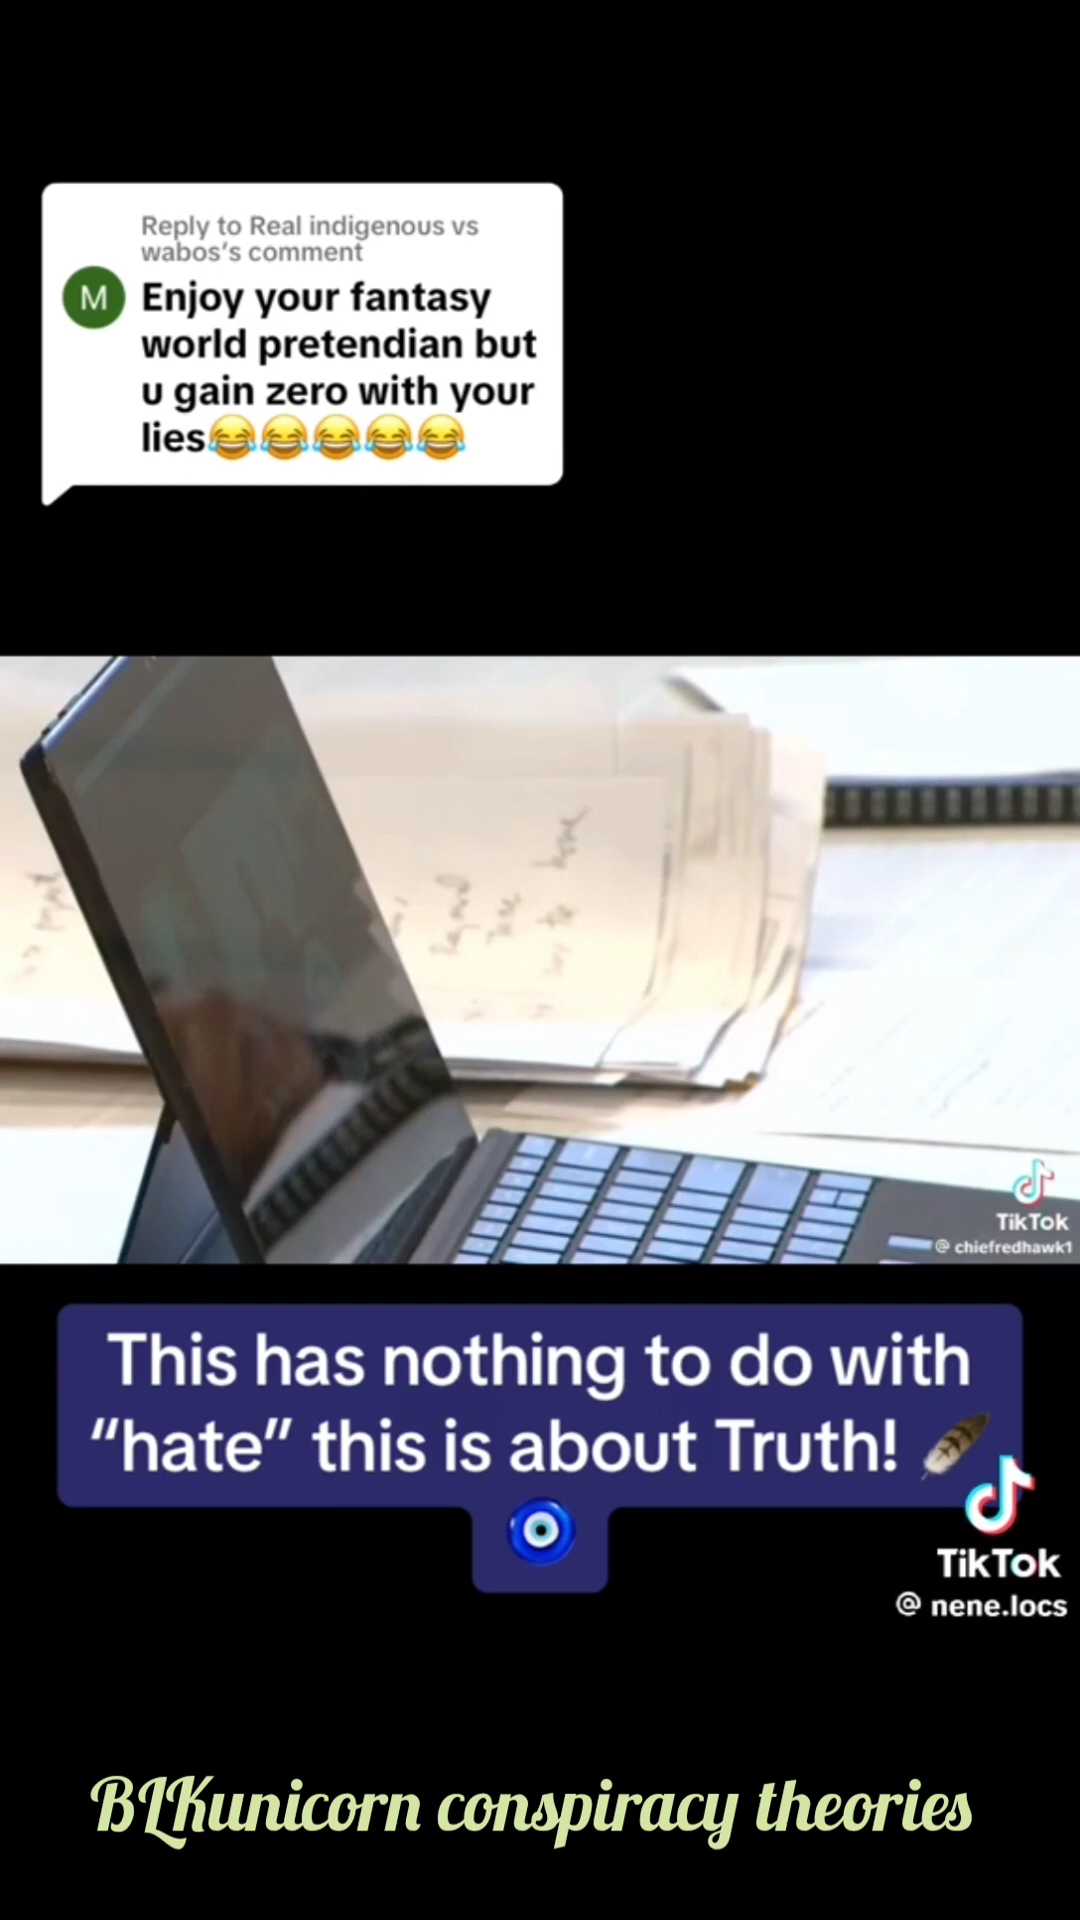 Reply to Real indigenous vs
wabos's comment
M
Enjoy your fantasy
world pretendian but
u gain zero with your
lies😂😂😂😂😂
TikTok
@ chiefredhawk1
This has nothing to do with
"hate" this is about Truth! 🪶
🧿
TikTok
@ nene.locs
BLKunicorn conspiracy theories